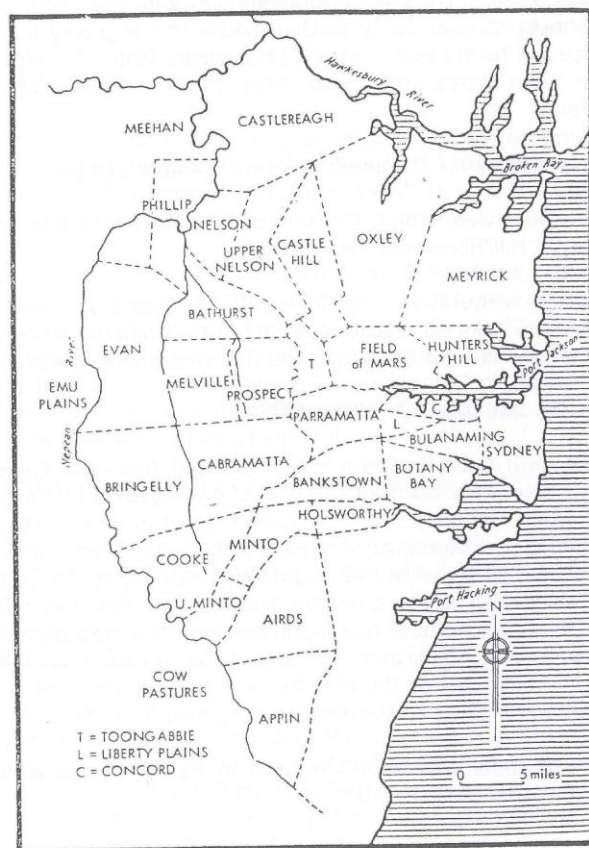 Hawkesbury River
CASTLEREAGH
MEEHAN
Broken Bay
PHILLIP
NELSON
UPPER
NELSON
CASTLE
HILL
OXLEY
MEYRICK
BATHURST
EVAN
T
FIELD
of MARS
HUNTERS
HILL
Port Jackson
River
EMU
PLAINS
MELVILLE
PROSPECT
PARRAMATTA
C
L
Nepean
CABRAMATTA
BULANAMING
SYDNEY
BRINGELLY
BANKSTOWN
BOTANY
BAY
HOLSWORTHY
COOKE
MINTO
U. MINTO
AIRDS
Port Hacking
N
COW
PASTURES
APPIN
T = TOONGABBIE
L = LIBERTY PLAINS
C = CONCORD
0 5 miles